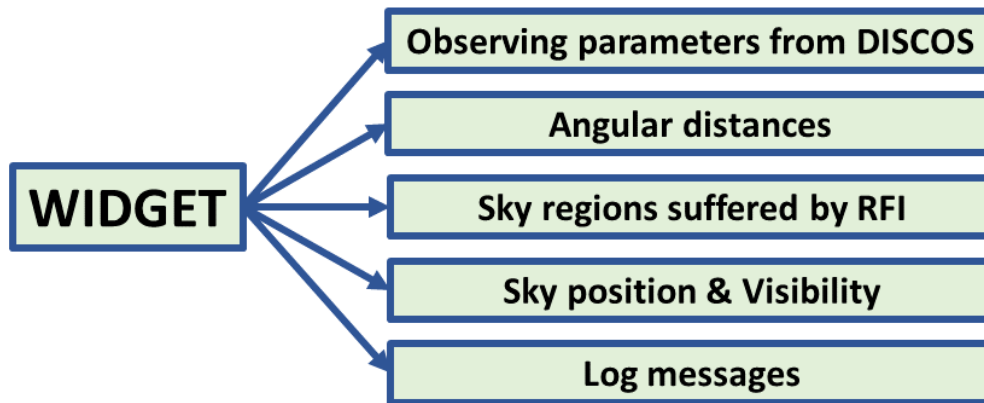 Observing parameters from DISCOS
Angular distances
WIDGET
Sky regions suffered by RFI
Sky position & Visibility
Log messages